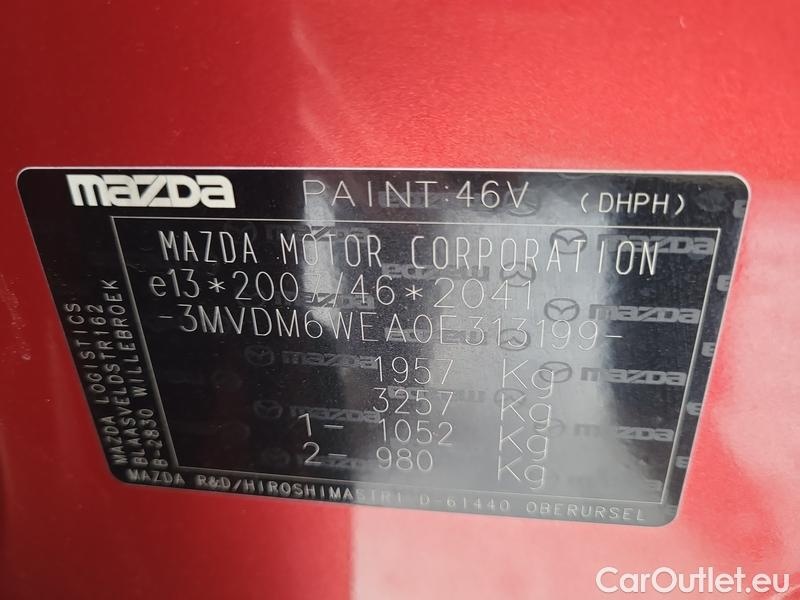 mazda PAINT:46V (DHPH)
MAZDA MOTOR CORPORATION
e13*2007/46*2041
-3MVDM6WEA0E313199-
1957 Kg
3257 Kg
1- 1052 Kg
2- 980 Kg
MAZDA LOGISTICS
BLAASVELDSTR162
B-2830 WILLEBROEK
MAZDA R&D/HIROSHIMASTR1 D-61440 OBERURSEL
CarOutlet.eu